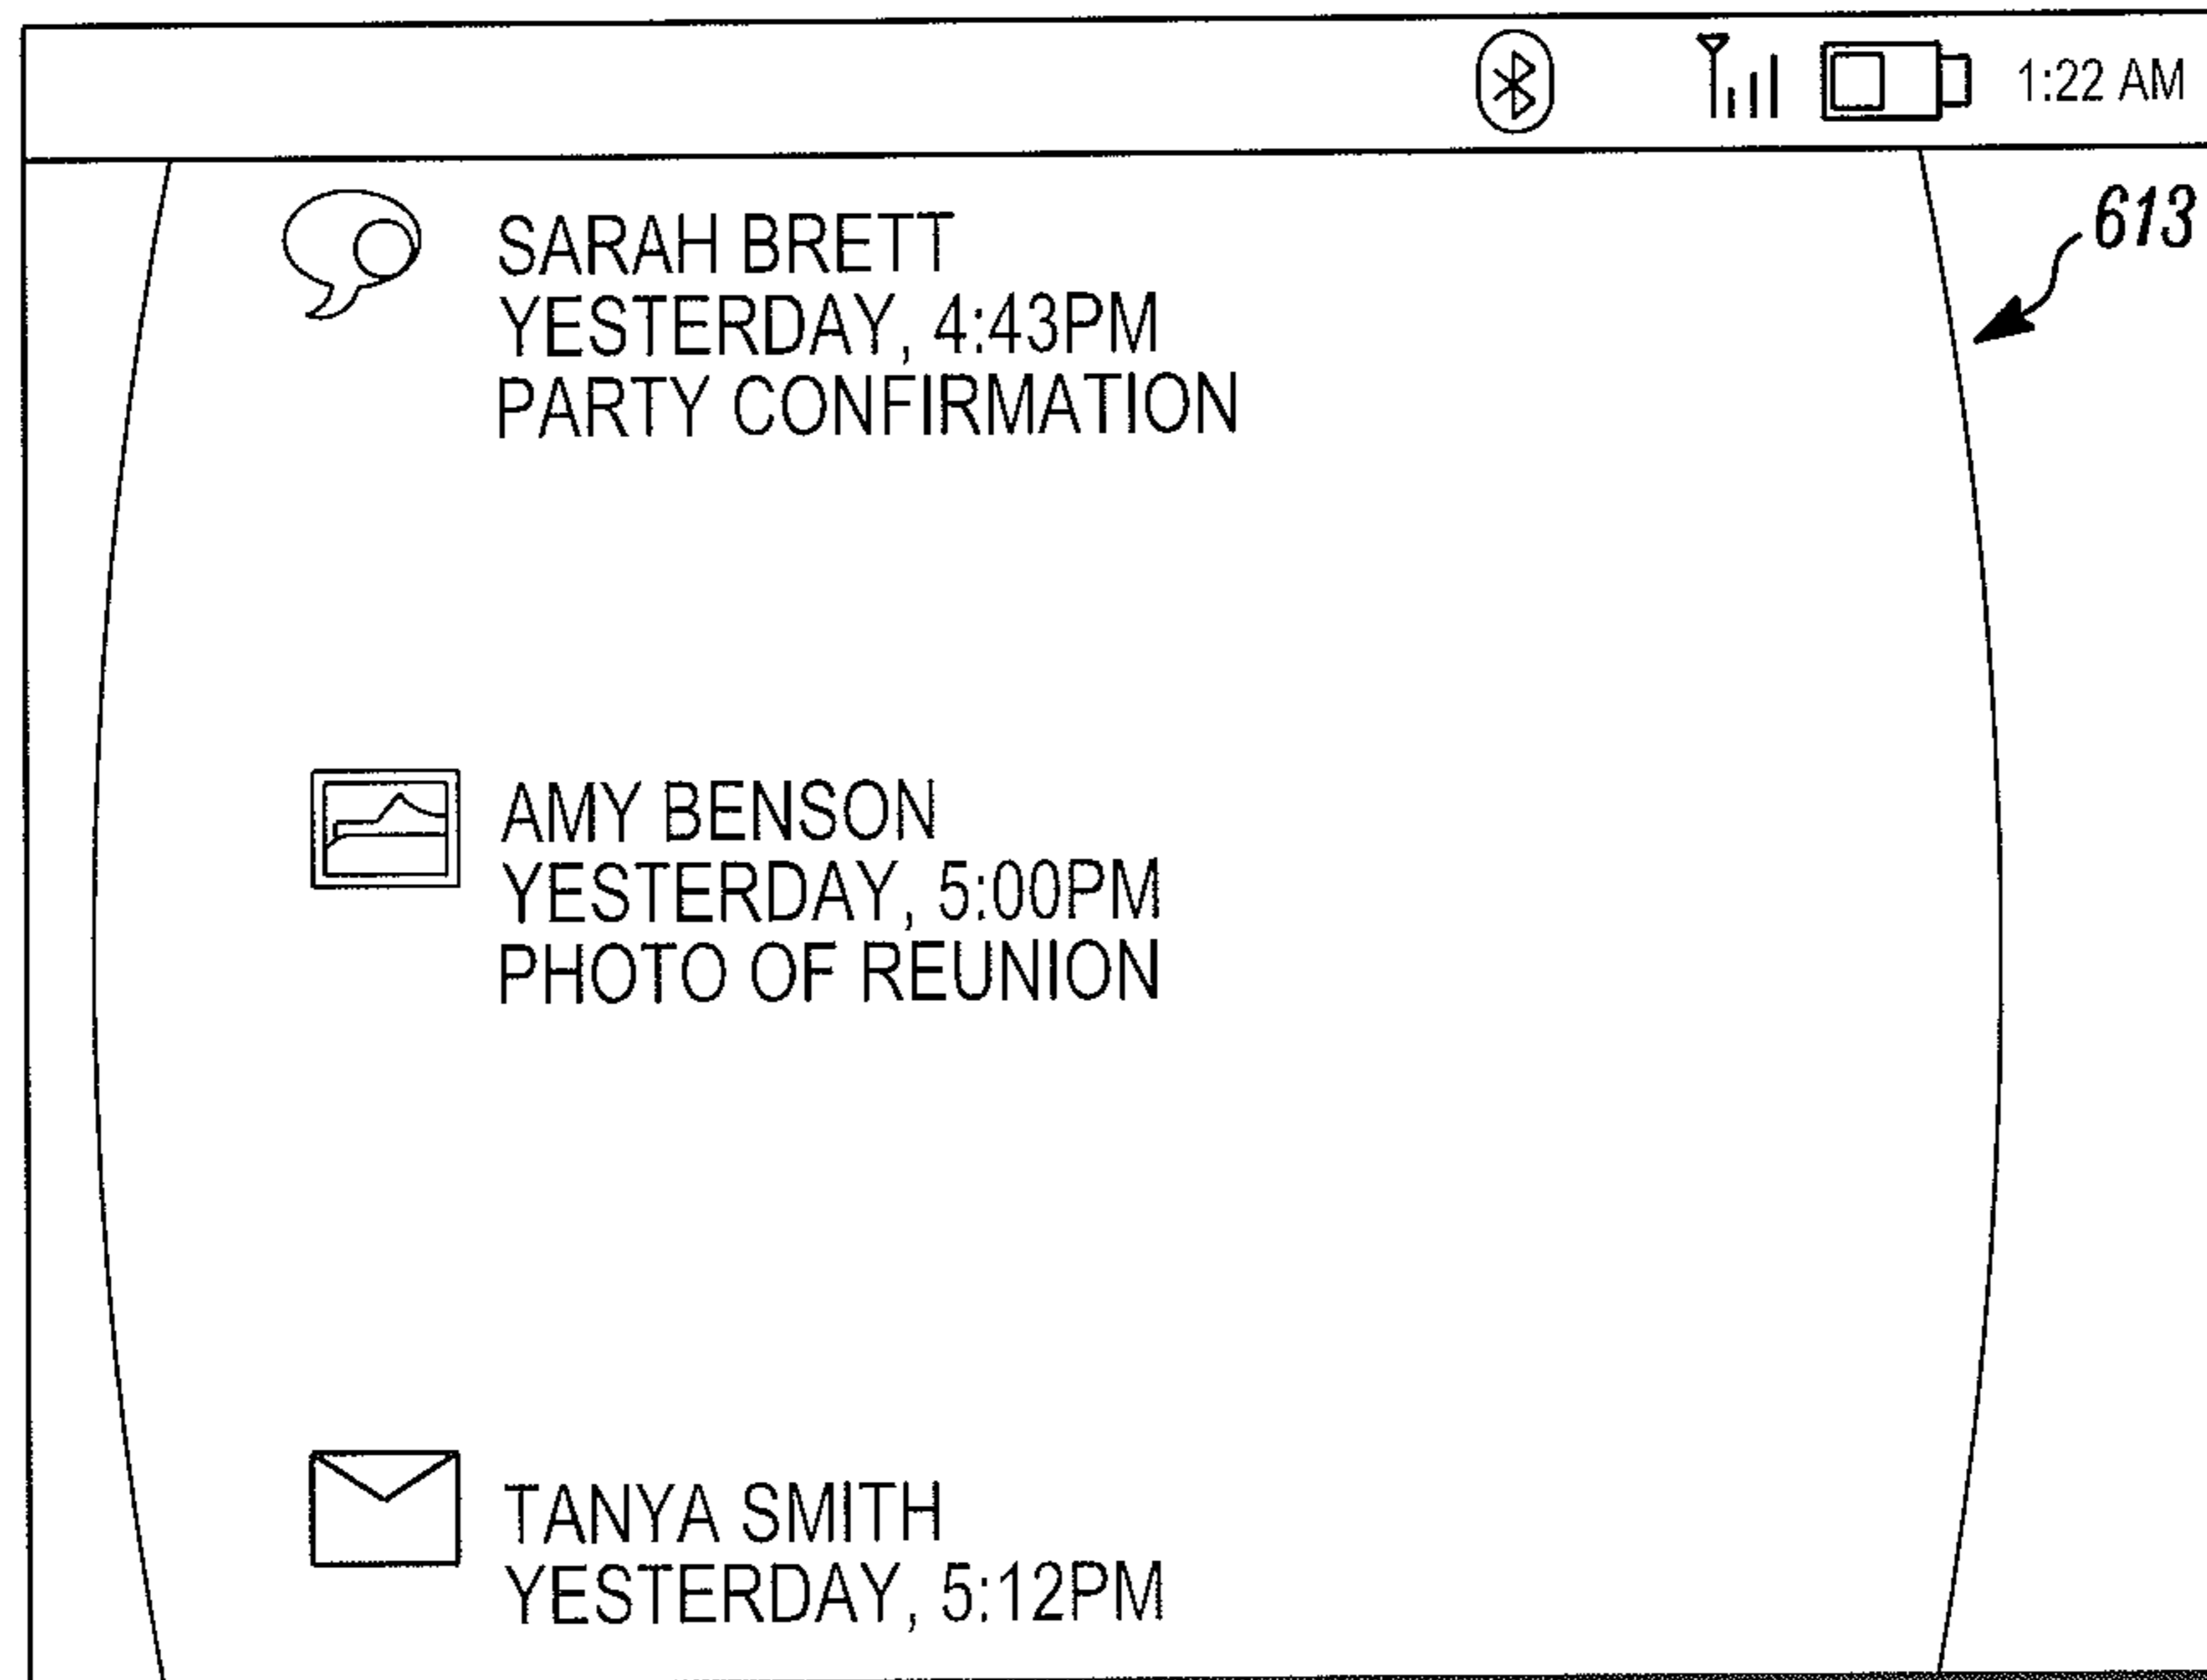 1:22 AM
613
SARAH BRETT
YESTERDAY, 4:43PM
PARTY CONFIRMATION
AMY BENSON
YESTERDAY, 5:00PM
PHOTO OF REUNION
TANYA SMITH
YESTERDAY, 5:12PM